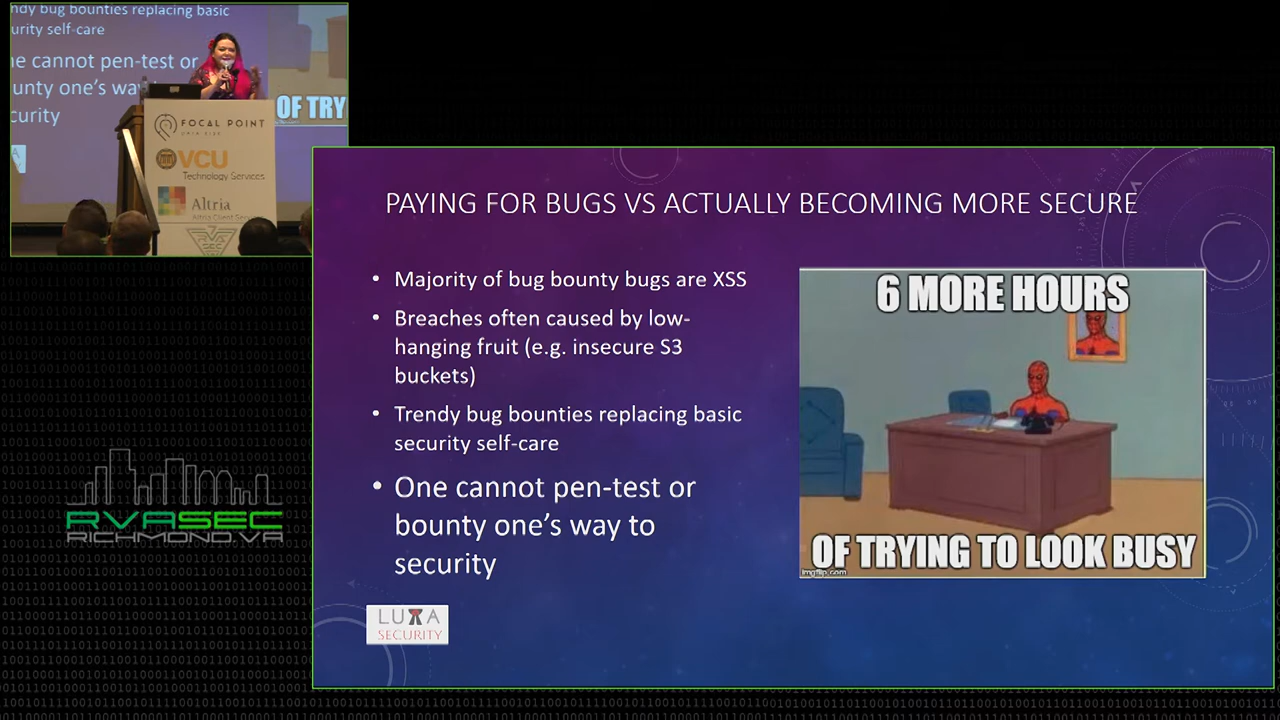 ndy bug bounties replacing basic
urity self-care
ne cannot pen-test or
unty one's way
curity
OF TRY
FOCAL POINT
VCU
Technology Services
Altria
Altria Client
RVASEC
RICHMOND VA
PAYING FOR BUGS VS ACTUALLY BECOMING MORE SECURE
• Majority of bug bounty bugs are XSS
• Breaches often caused by low-
hanging fruit (e.g. insecure S3
buckets)
• Trendy bug bounties replacing basic
security self-care
• One cannot pen-test or
bounty one's way to
security
LUTA
SECURITY
6 MORE HOURS
OF TRYING TO LOOK BUSY
imgflip.com